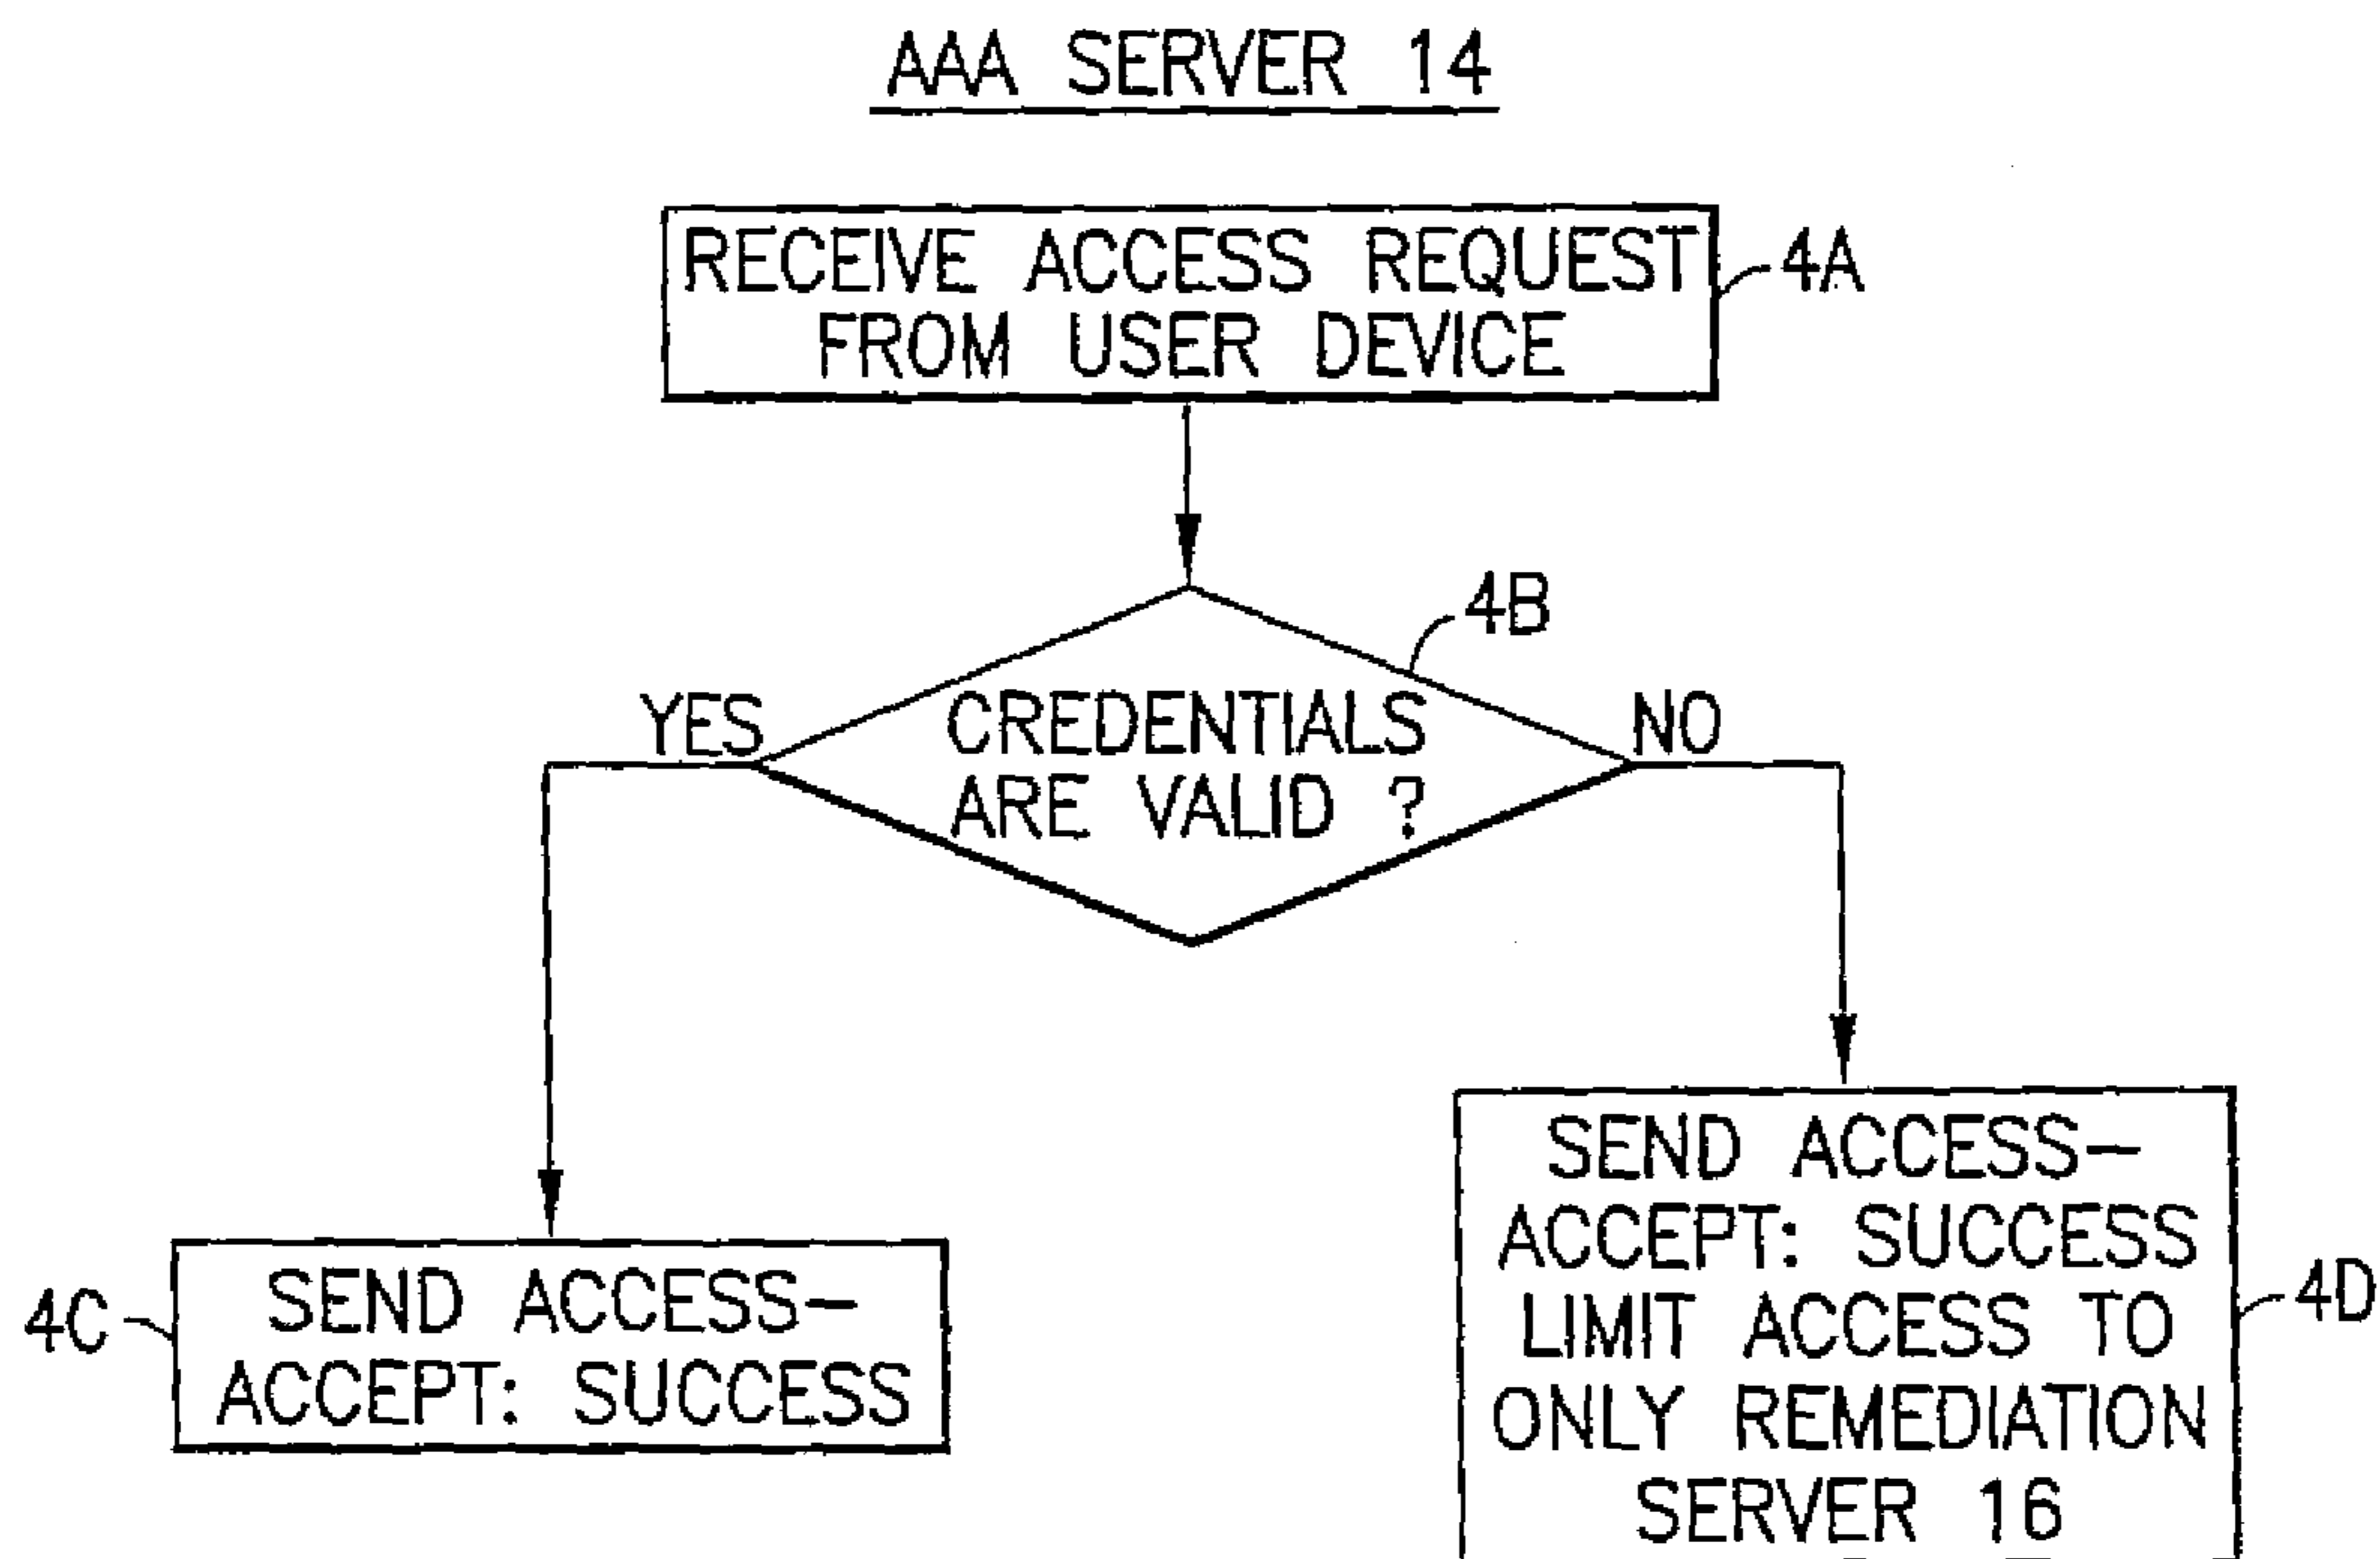 AAA SERVER 14
RECEIVE ACCESS REQUEST
FROM USER DEVICE
4A
4B
YES
CREDENTIALS
ARE VALID ?
NO
4C
SEND ACCESS–
ACCEPT: SUCCESS
SEND ACCESS–
ACCEPT: SUCCESS
LIMIT ACCESS TO
ONLY REMEDIATION
SERVER 16
4D